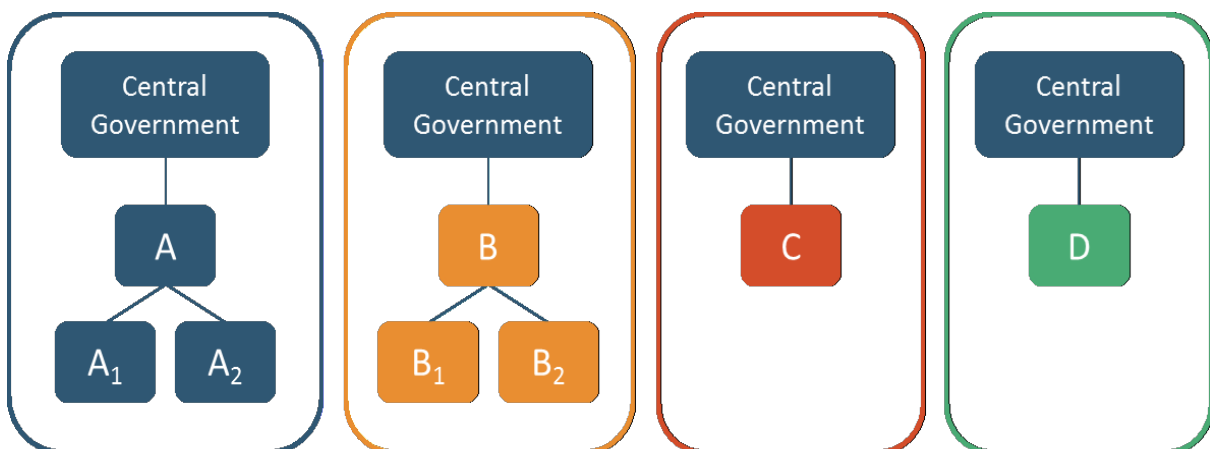 Central
Government
A
A₁
A₂
Central
Government
B
B₁
B₂
Central
Government
C
Central
Government
D